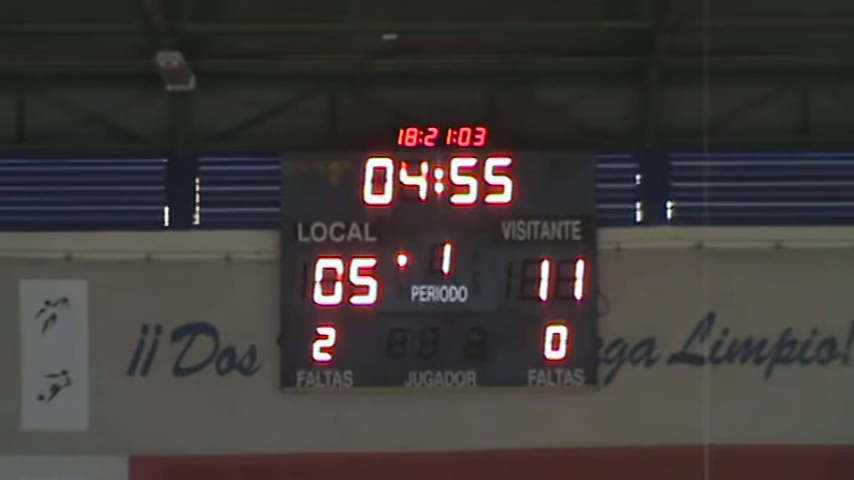 18:21:03
04:55
LOCAL VISITANTE
05 1 11
PERIODO
2 0
FALTAS JUGADOR FALTAS
¡¡ Dos ga Limpio!